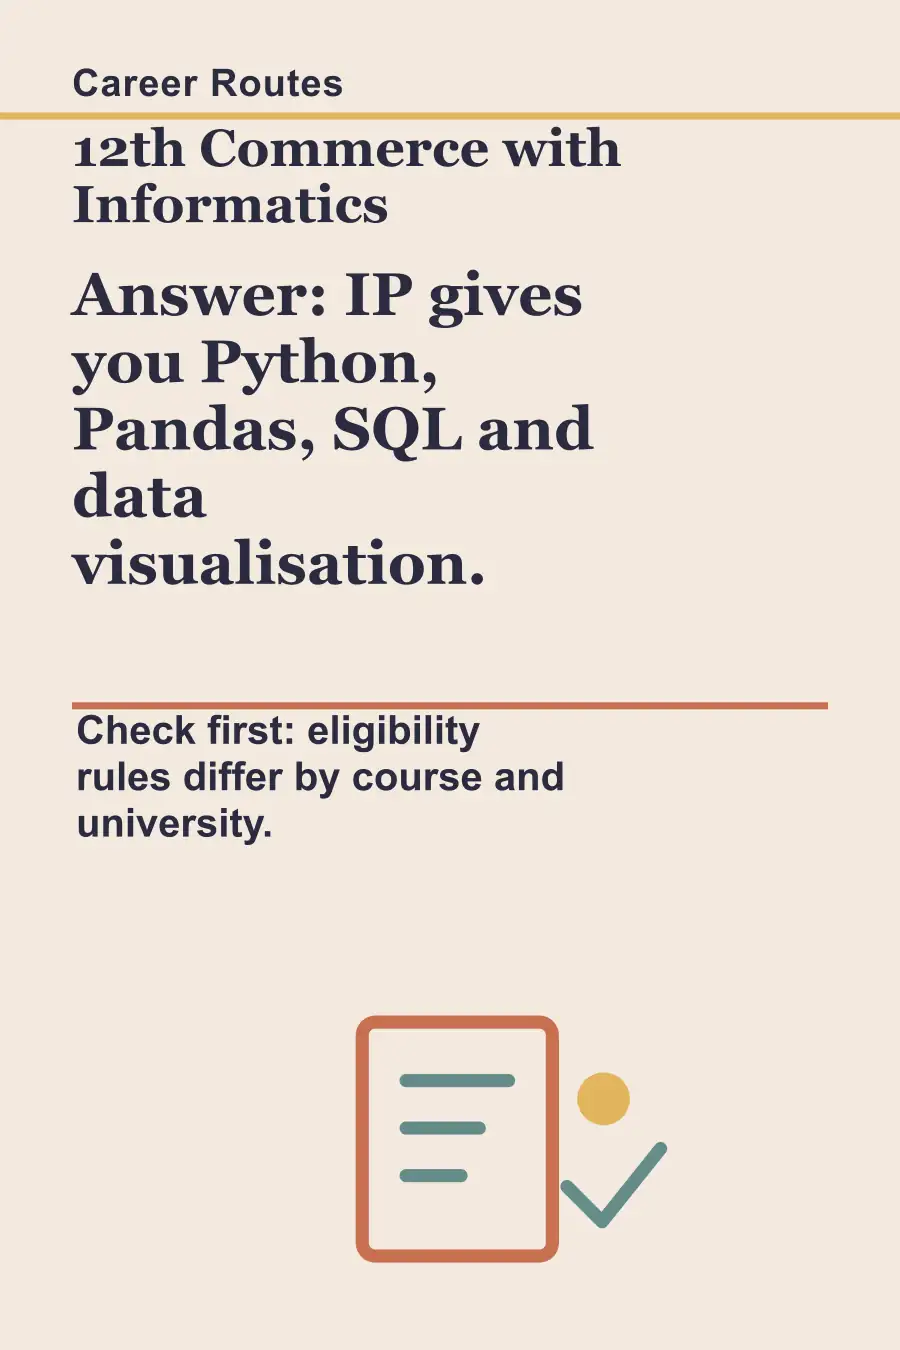 Career Routes
12th Commerce with
Informatics
Answer: IP gives
you Python,
Pandas, SQL and
data
visualisation.
Check first: eligibility
rules differ by course and
university.